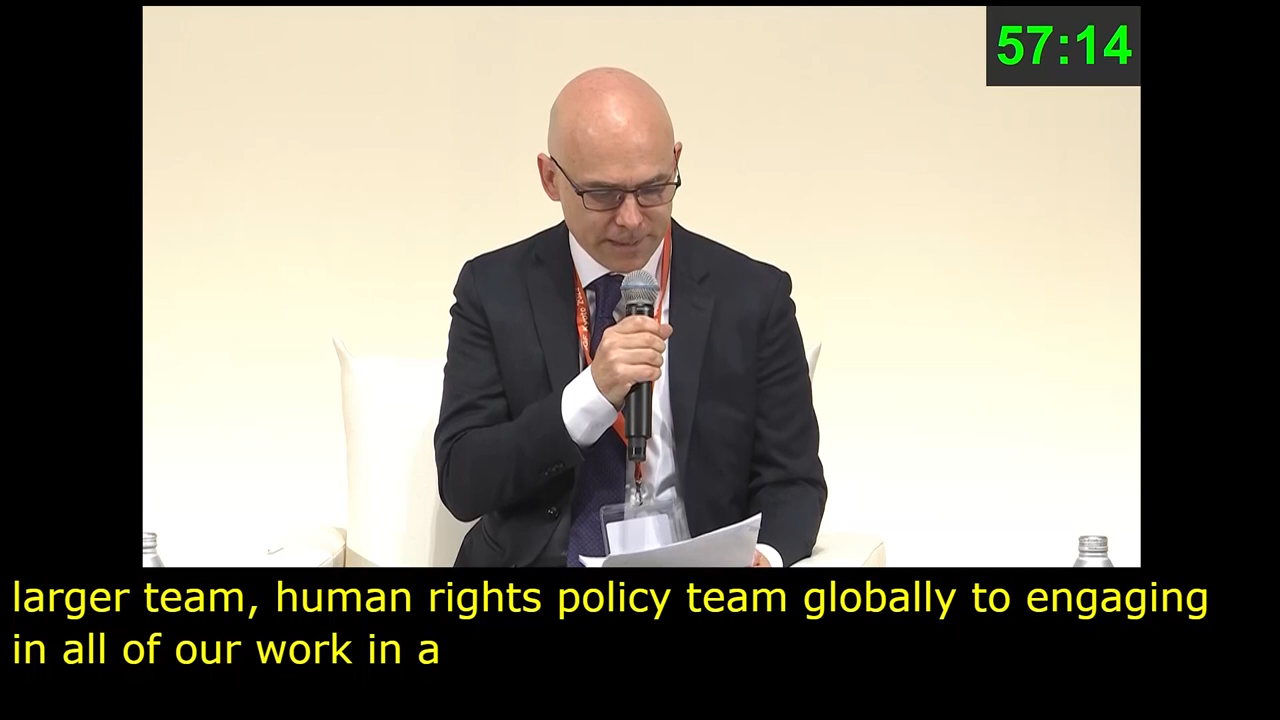 57:14
larger team, human rights policy team globally to engaging
in all of our work in a